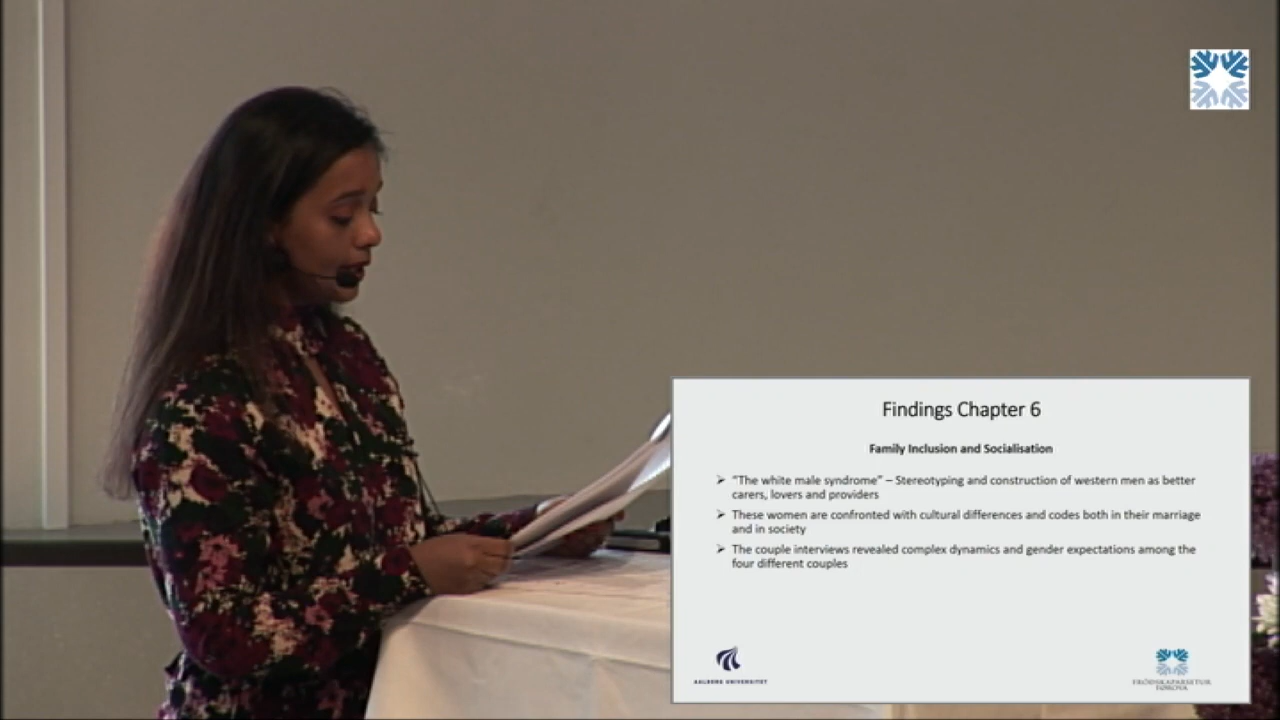 Findings Chapter 6
Family Inclusion and Socialisation
➤ "The white male syndrome" – Stereotyping and construction of western men as better
carers, lovers and providers
➤ These women are confronted with cultural differences and codes both in their marriage
and in society
➤ The couple interviews revealed complex dynamics and gender expectations among the
four different couples
AALBORG UNIVERSITET
FRÓÐSKAPARSETUR
FØROYA